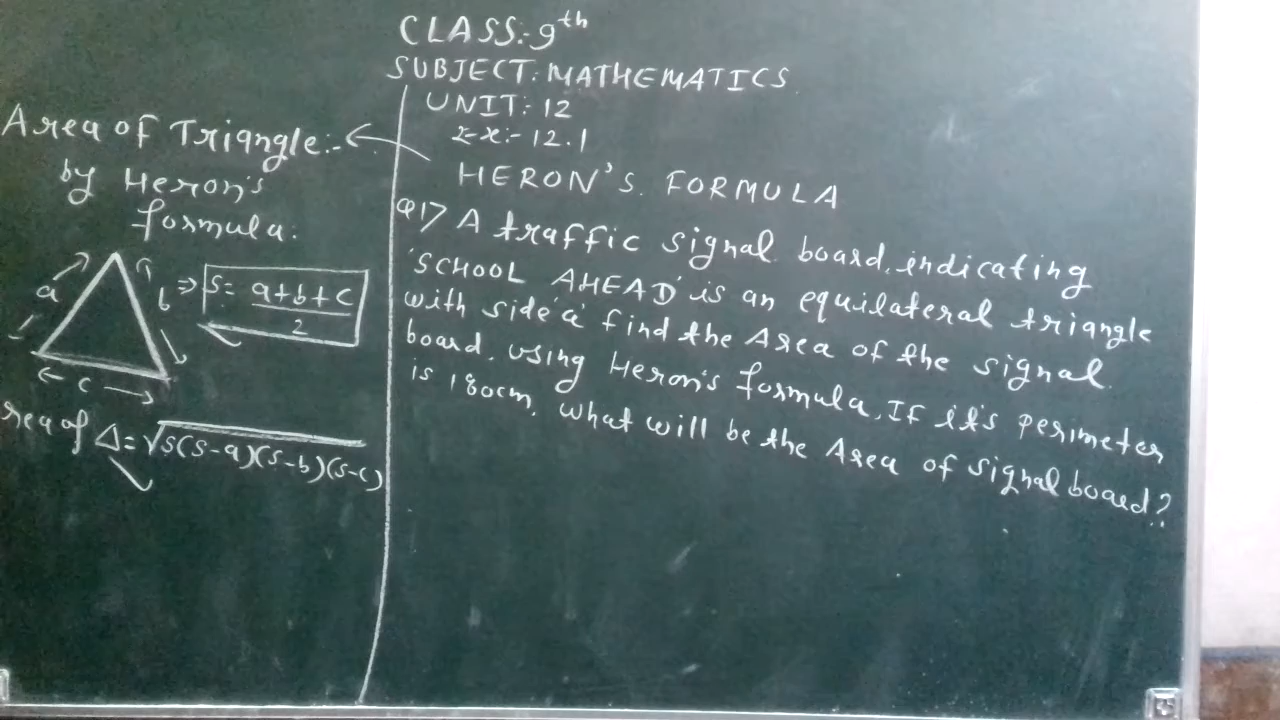 CLASS:-9th
SUBJECT:MATHEMATICS
UNIT:12
Ex:-12.1
HERON'S FORMULA
Area of Triangle:-
by Heron's
formula.
a
b
c
⇒ S= a+b+c
2
rea of Δ=√S(S-a)(S-b)(S-c)
Q1> A traffic signal board, indicating
'SCHOOL AHEAD' is an equilateral triangle
with side 'a' find the Area of the signal
board, using Heron's formula, If it's perimeter
is 180cm, what will be the Area of signal board?